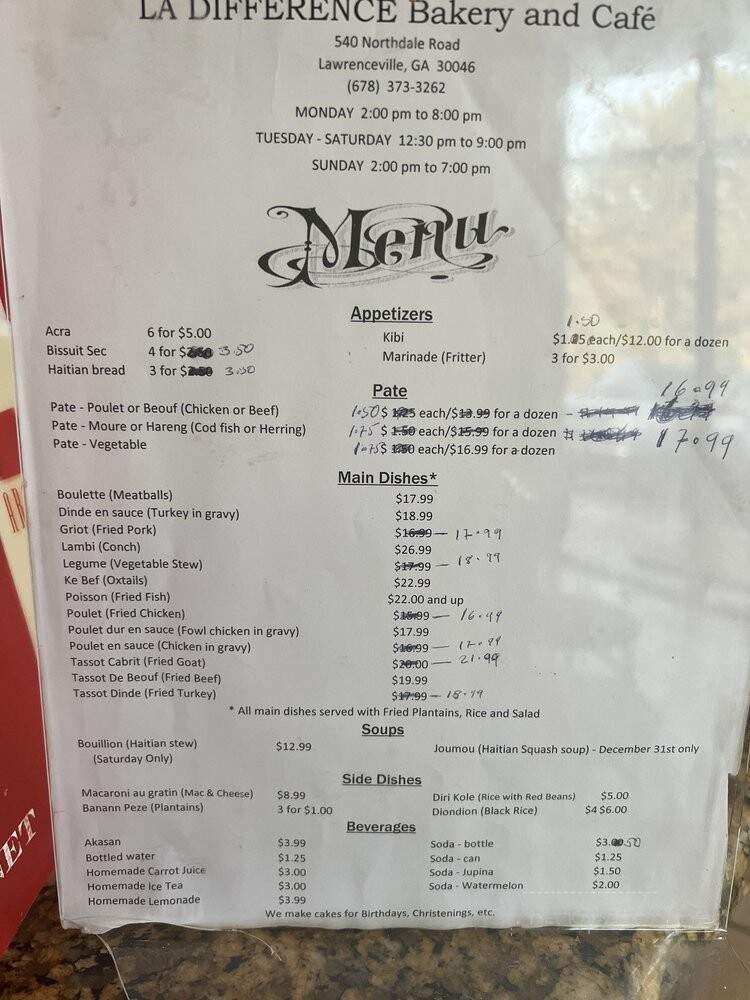 LA DIFFERENCE Bakery and Café
540 Northdale Road
Lawrenceville, GA 30046
(678) 373-3262
MONDAY 2:00 pm to 8:00 pm
TUESDAY - SATURDAY 12:30 pm to 9:00 pm
SUNDAY 2:00 pm to 7:00 pm
Menu
Appetizers
Acra 6 for $5.00
Bissuit Sec 4 for $ 3.50
Haitian bread 3 for $ 3.50
1.50
Kibi $1.25 each/$12.00 for a dozen
Marinade (Fritter) 3 for $3.00
Pate
16.99
Pate - Poulet or Beouf (Chicken or Beef) 1.50 $ 1.25 each/$13.99 for a dozen -
Pate - Moure or Hareng (Cod fish or Herring) 1.75 $ 1.50 each/$15.99 for a dozen 17.99
Pate - Vegetable 1.75 $ 1.50 each/$16.99 for a dozen
Main Dishes*
Boulette (Meatballs) $17.99
Dinde en sauce (Turkey in gravy) $18.99
Griot (Fried Pork) $16.99 - 17.99
Lambi (Conch) $26.99
Legume (Vegetable Stew) $17.99 - 18.99
Ke Bef (Oxtails) $22.99
Poisson (Fried Fish) $22.00 and up
Poulet (Fried Chicken) $15.99 - 16.99
Poulet dur en sauce (Fowl chicken in gravy) $17.99
Poulet en sauce (Chicken in gravy) $16.99 - 17.99
Tassot Cabrit (Fried Goat) $20.00 - 21.99
Tassot De Beouf (Fried Beef) $19.99
Tassot Dinde (Fried Turkey) $17.99 - 18.99
* All main dishes served with Fried Plantains, Rice and Salad
Soups
Bouillion (Haitian stew) $12.99
(Saturday Only)
Joumou (Haitian Squash soup) - December 31st only
Side Dishes
Macaroni au gratin (Mac & Cheese) $8.99
Banann Peze (Plantains) 3 for $1.00
Diri Kole (Rice with Red Beans) $5.00
Diondion (Black Rice) $4 $6.00
Beverages
Akasan $3.99
Bottled water $1.25
Homemade Carrot Juice $3.00
Homemade Ice Tea $3.00
Homemade Lemonade $3.99
Soda - bottle $3.00 50
Soda - can $1.25
Soda - Jupina $1.50
Soda - Watermelon $2.00
We make cakes for Birthdays, Christenings, etc.
AR
ET